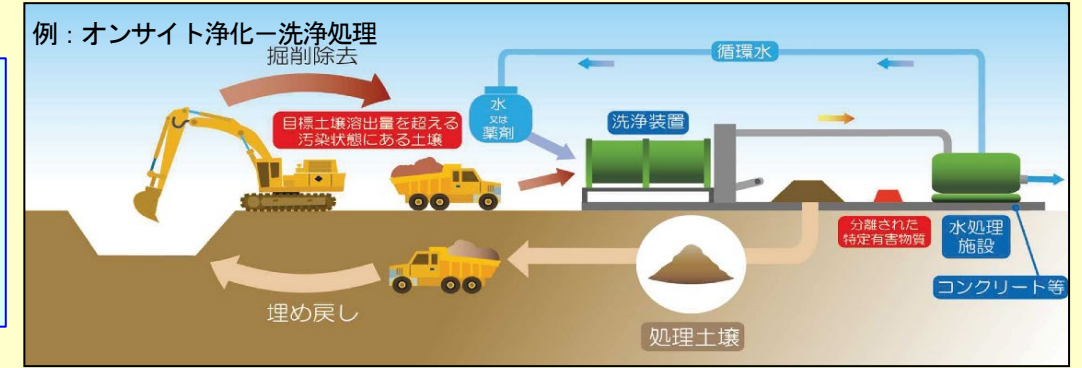 例：オンサイト浄化－洗浄処理
掘削除去
循環水
目標土壌溶出量を超える
汚染状態にある土壌
水
又は
薬剤
洗浄装置
分離された
特定有害物質
水処理
施設
コンクリート等
埋め戻し
処理土壌